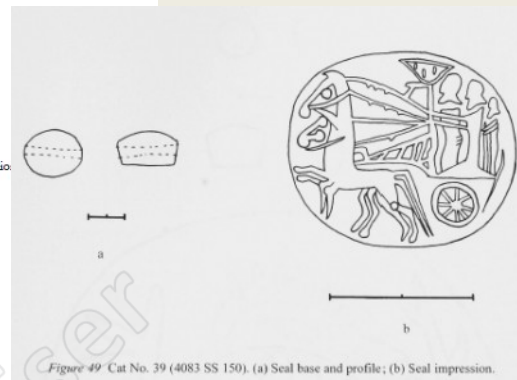 a
b
Figure 49 Cat No. 39 (4083 SS 150). (a) Seal base and profile; (b) Seal impression.